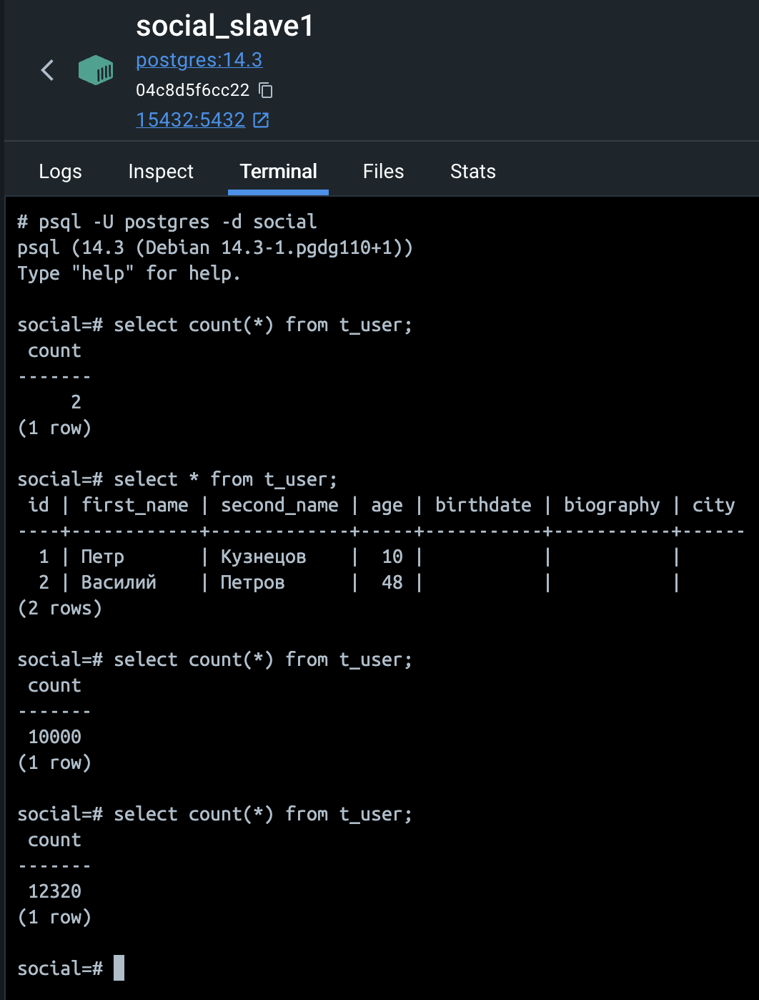 social_slave1
postgres:14.3
04c8d5f6cc22
15432:5432
Logs Inspect Terminal Files Stats
# psql -U postgres -d social
psql (14.3 (Debian 14.3-1.pgdg110+1))
Type "help" for help.
social=# select count(*) from t_user;
 count
-------
     2
(1 row)
social=# select * from t_user;
 id | first_name | second_name | age | birthdate | biography | city
----+------------+-------------+-----+-----------+-----------+------
  1 | Петр       | Кузнецов    |  10 |           |           |
  2 | Василий    | Петров      |  48 |           |           |
(2 rows)
social=# select count(*) from t_user;
 count
-------
 10000
(1 row)
social=# select count(*) from t_user;
 count
-------
 12320
(1 row)
social=#